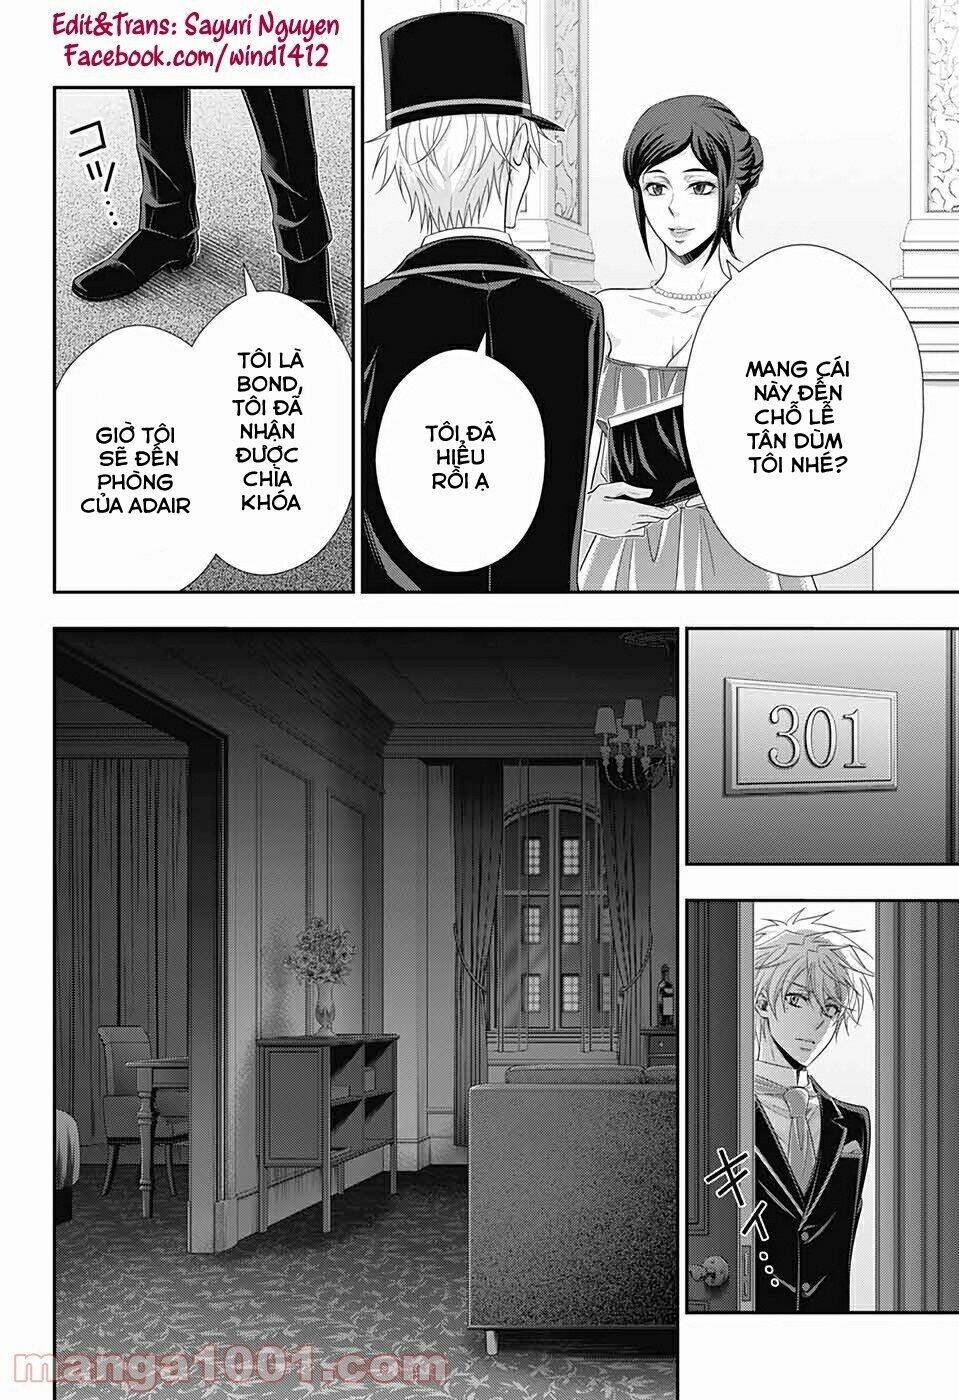 Edit&Trans: Sayuri Nguyen
Facebook.com/wind1412
MANG CÁI
NÀY ĐẾN
CHỖ LỄ
TÂN DÙM
TÔI NHÉ?
TÔI ĐÃ
HIỂU
RỒI Ạ
コツ...
TÔI LÀ
BOND,
TÔI ĐÃ
NHẬN
ĐƯỢC
CHÌA
KHÓA
GIỜ TÔI
SẼ ĐẾN
PHÒNG
CỦA ADAIR
301
キイ...
manga1001.com